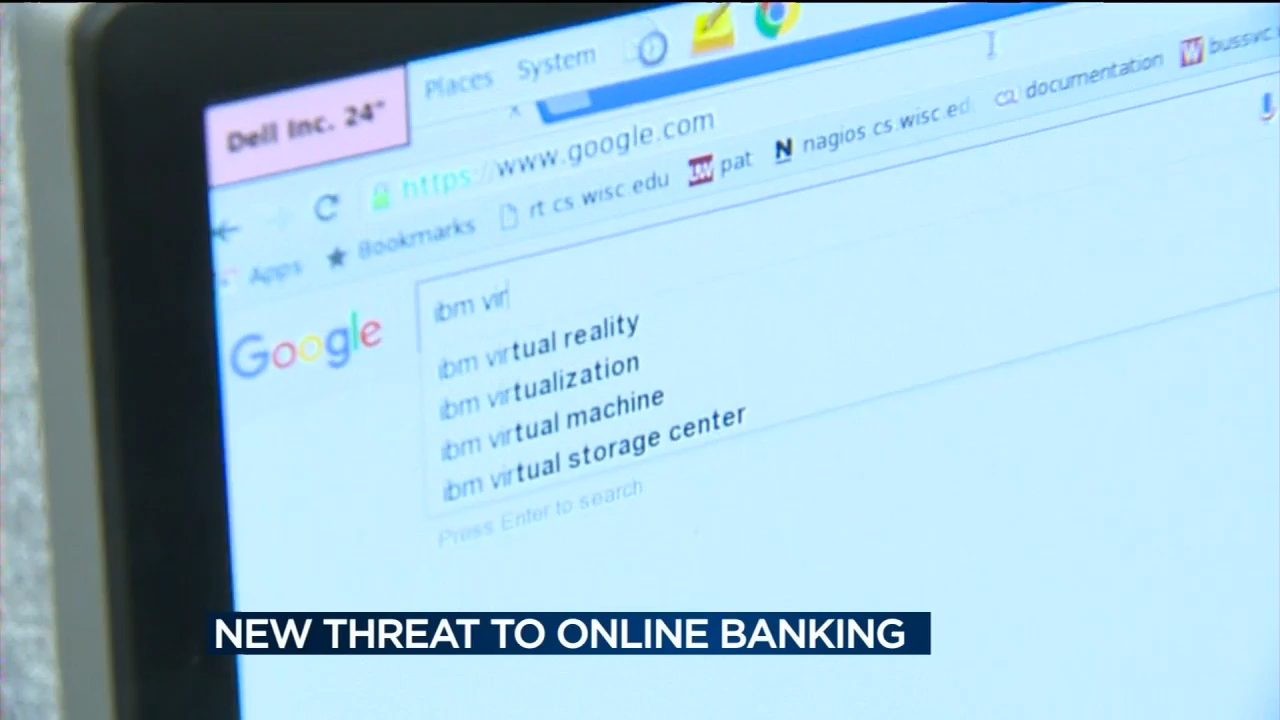 Places System
Dell Inc. 24"
https://www.google.com
Apps Bookmarks rt.cs.wisc.edu pat nagios.cs.wisc.ed documentation bussvc.
Google
ibm vir
ibm virtual reality
ibm virtualization
ibm virtual machine
ibm virtual storage center
Press Enter to search
NEW THREAT TO ONLINE BANKING